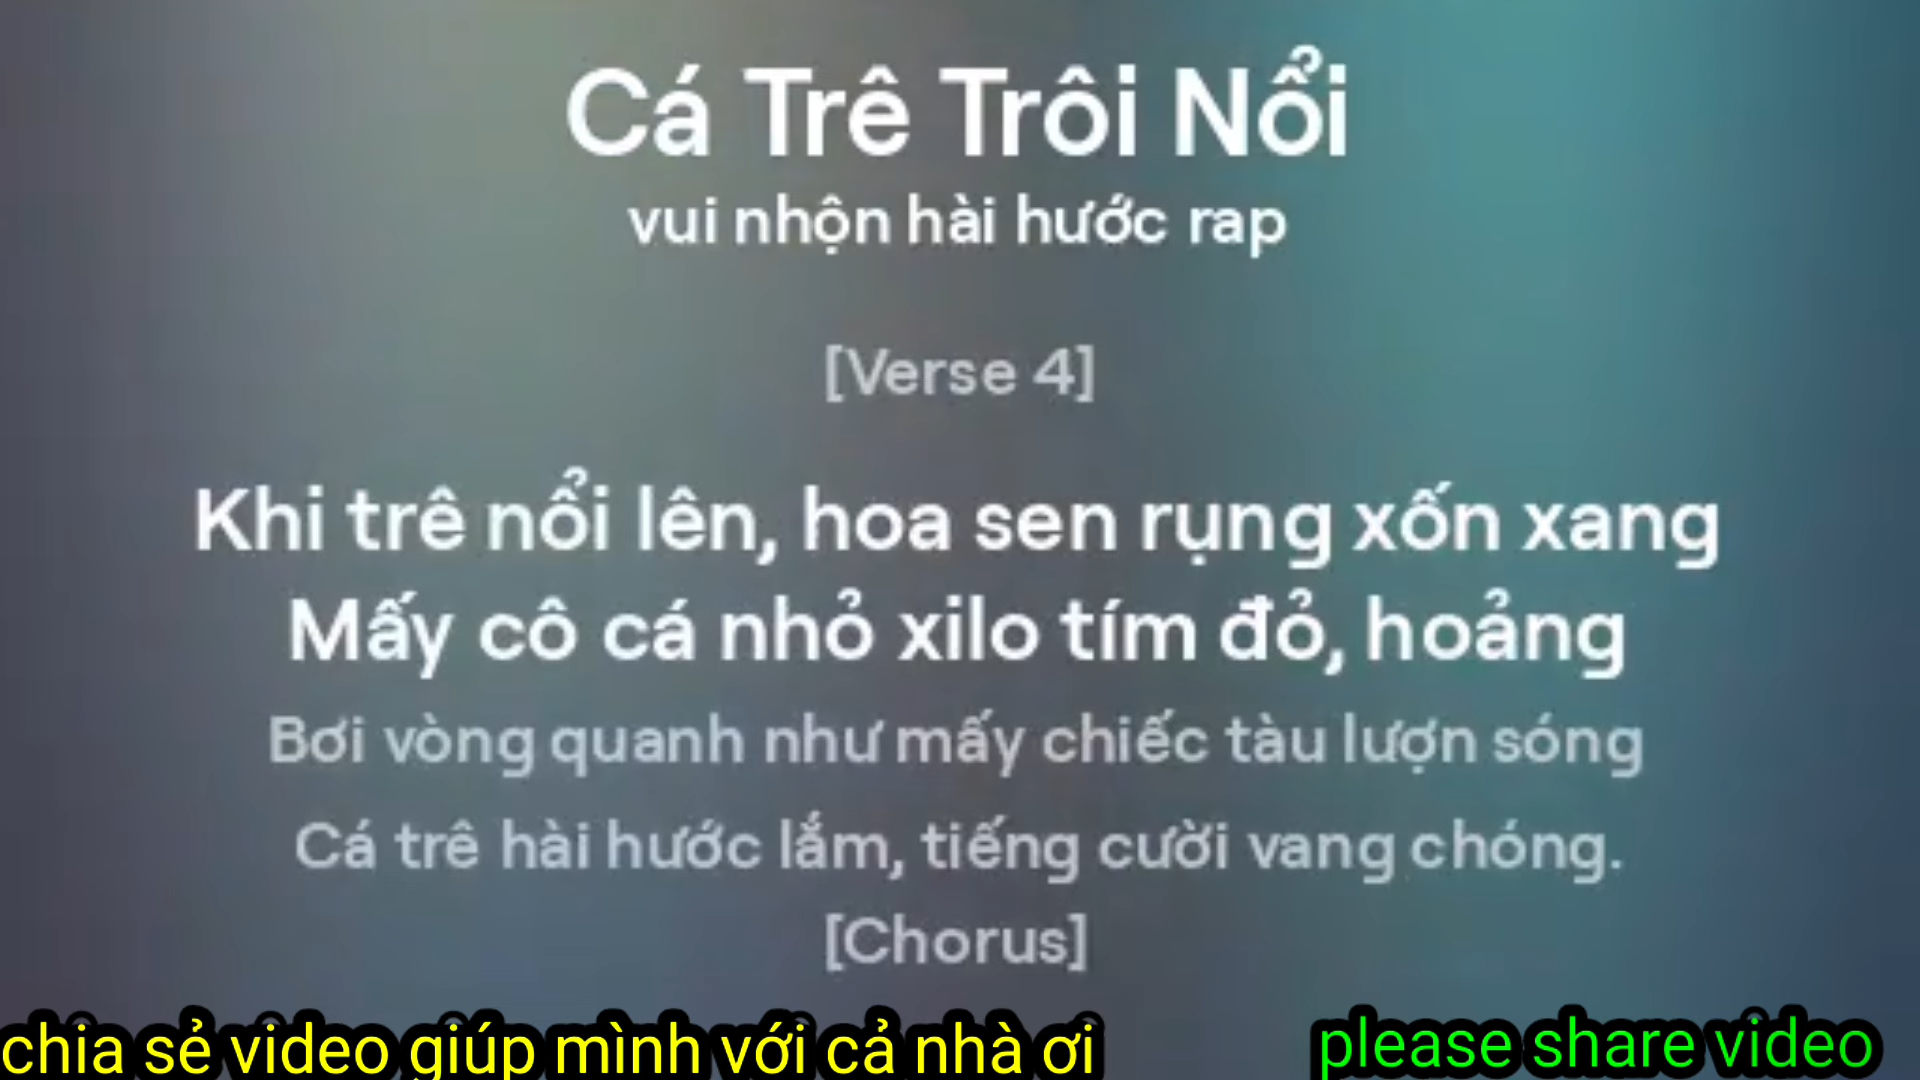 Cá Trê Trôi Nổi
vui nhộn hài hước rap
[Verse 4]
Khi trê nổi lên, hoa sen rụng xốn xang
Mấy cô cá nhỏ xilo tím đỏ, hoảng
Bơi vòng quanh như mấy chiếc tàu lượn sóng
Cá trê hài hước lắm, tiếng cười vang chóng.
[Chorus]
chia sẻ video giúp mình với cả nhà ơi
please share video